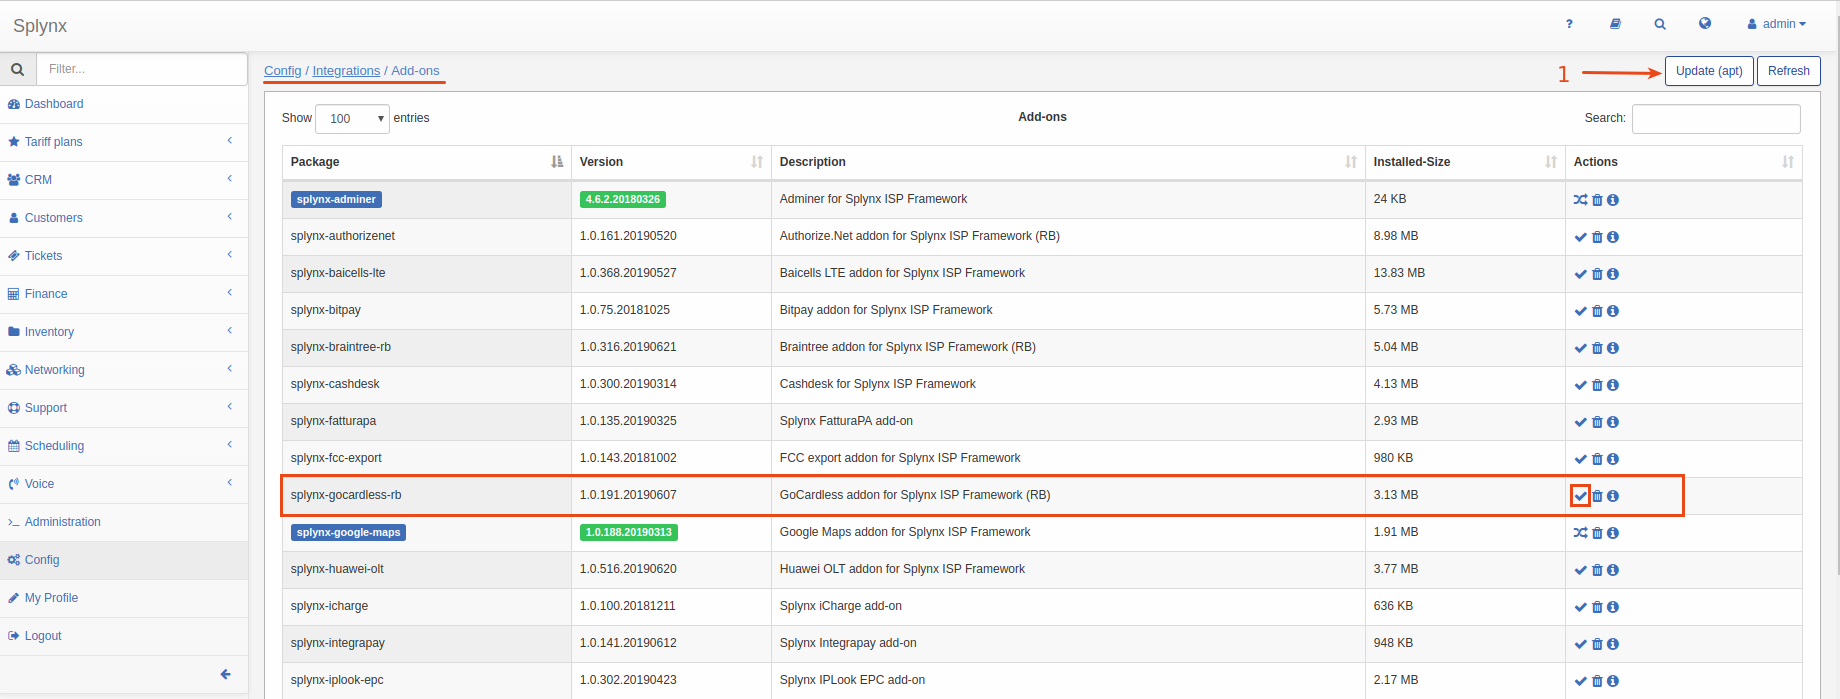 Splynx
? admin
Filter...
Config / Integrations / Add-ons
1
Update (apt) Refresh
Dashboard
Tariff plans
CRM
Customers
Tickets
Finance
Inventory
Networking
Support
Scheduling
Voice
Administration
Config
My Profile
Logout
Show 100 entries
Add-ons
Search:
Package Version Description Installed-Size Actions
splynx-adminer 4.6.2.20180326 Adminer for Splynx ISP Framework 24 KB
splynx-authorizenet 1.0.161.20190520 Authorize.Net addon for Splynx ISP Framework (RB) 8.98 MB
splynx-baicells-lte 1.0.368.20190527 Baicells LTE addon for Splynx ISP Framework 13.83 MB
splynx-bitpay 1.0.75.20181025 Bitpay addon for Splynx ISP Framework 5.73 MB
splynx-braintree-rb 1.0.316.20190621 Braintree addon for Splynx ISP Framework (RB) 5.04 MB
splynx-cashdesk 1.0.300.20190314 Cashdesk for Splynx ISP Framework 4.13 MB
splynx-fatturapa 1.0.135.20190325 Splynx FatturaPA add-on 2.93 MB
splynx-fcc-export 1.0.143.20181002 FCC export addon for Splynx ISP Framework 980 KB
splynx-gocardless-rb 1.0.191.20190607 GoCardless addon for Splynx ISP Framework (RB) 3.13 MB
splynx-google-maps 1.0.188.20190313 Google Maps addon for Splynx ISP Framework 1.91 MB
splynx-huawei-olt 1.0.516.20190620 Huawei OLT addon for Splynx ISP Framework 3.77 MB
splynx-icharge 1.0.100.20181211 Splynx iCharge add-on 636 KB
splynx-integrapay 1.0.141.20190612 Splynx Integrapay add-on 948 KB
splynx-iplook-epc 1.0.302.20190423 Splynx IPLook EPC add-on 2.17 MB